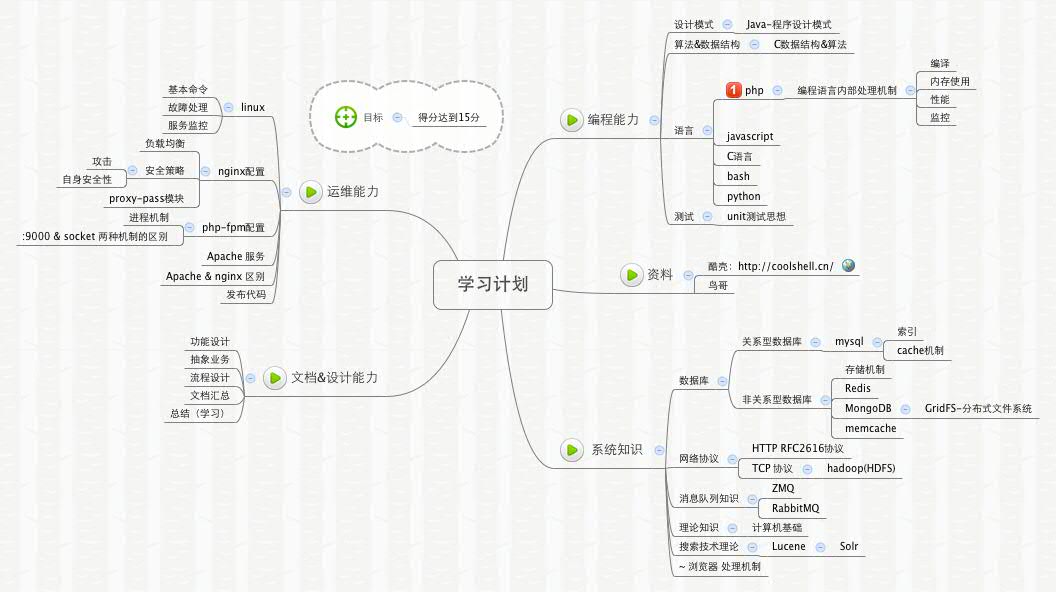 学习计划
目标
得分达到15分
编程能力
设计模式
Java-程序设计模式
算法&数据结构
C数据结构&算法
语言
1 php
编程语言内部处理机制
编译
内存使用
性能
监控
javascript
C语言
bash
python
测试
unit测试思想
资料
酷亮：http://coolshell.cn/
鸟哥
系统知识
数据库
关系型数据库
mysql
索引
cache机制
非关系型数据库
存储机制
Redis
MongoDB
GridFS-分布式文件系统
memcache
网络协议
HTTP RFC2616协议
TCP 协议
hadoop(HDFS)
消息队列知识
ZMQ
RabbitMQ
理论知识
计算机基础
搜索技术理论
Lucene
Solr
~ 浏览器 处理机制
运维能力
linux
基本命令
故障处理
服务监控
nginx配置
负载均衡
安全策略
攻击
自身安全性
proxy-pass模块
php-fpm配置
进程机制
:9000 & socket 两种机制的区别
Apache 服务
Apache & nginx 区别
发布代码
文档&设计能力
功能设计
抽象业务
流程设计
文档汇总
总结（学习）